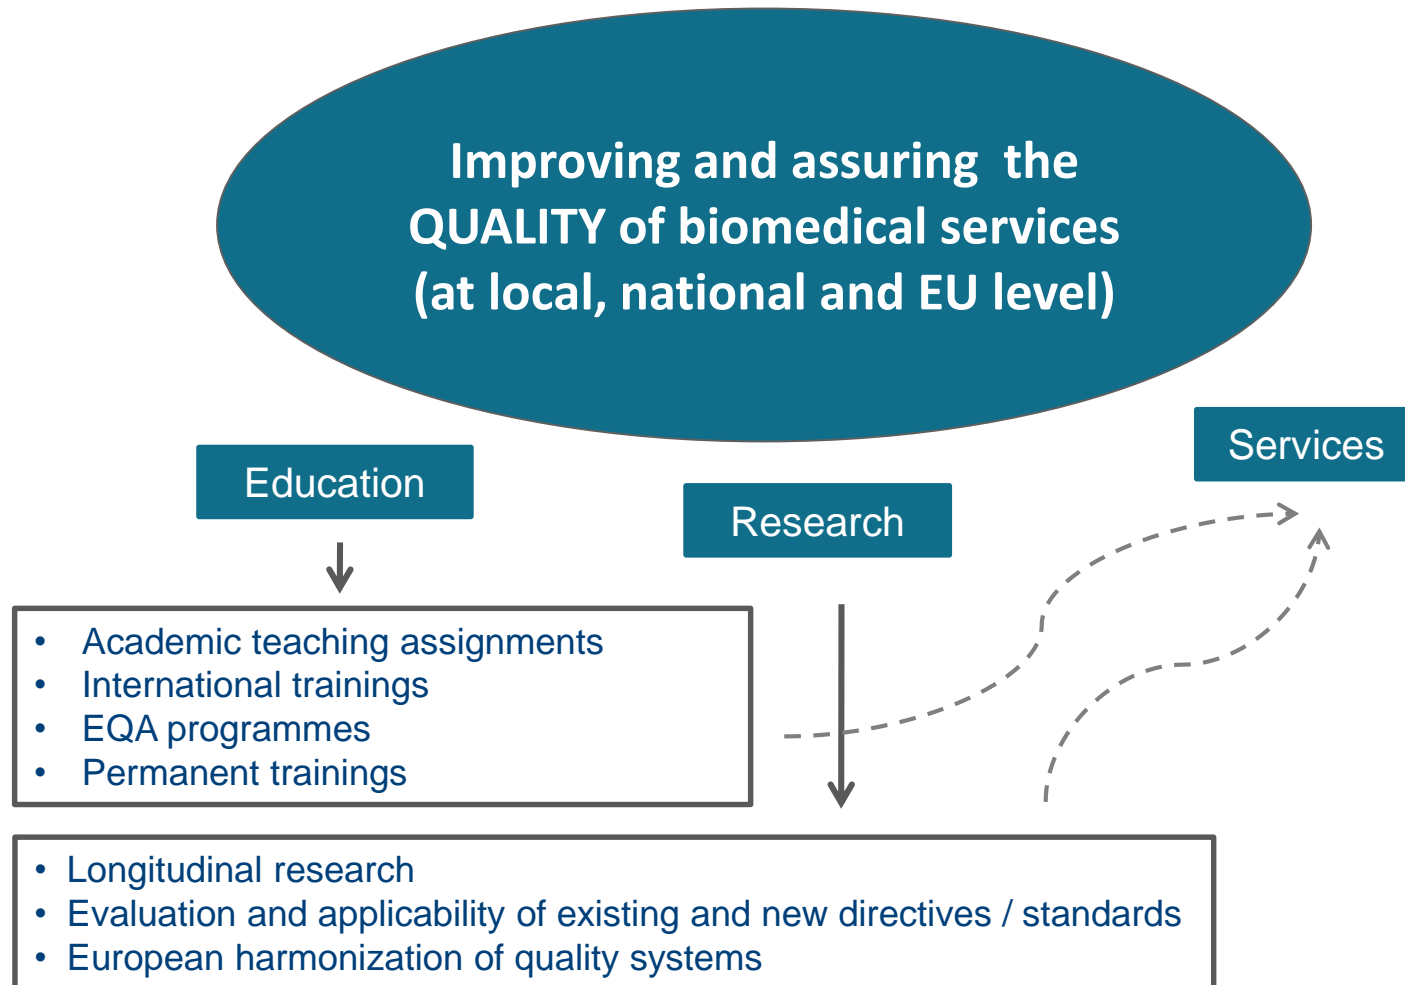 Improving and assuring the
QUALITY of biomedical services
(at local, national and EU level)
Services
Education
Research
• Academic teaching assignments
• International trainings
• EQA programmes
• Permanent trainings
• Longitudinal research
• Evaluation and applicability of existing and new directives / standards
• European harmonization of quality systems